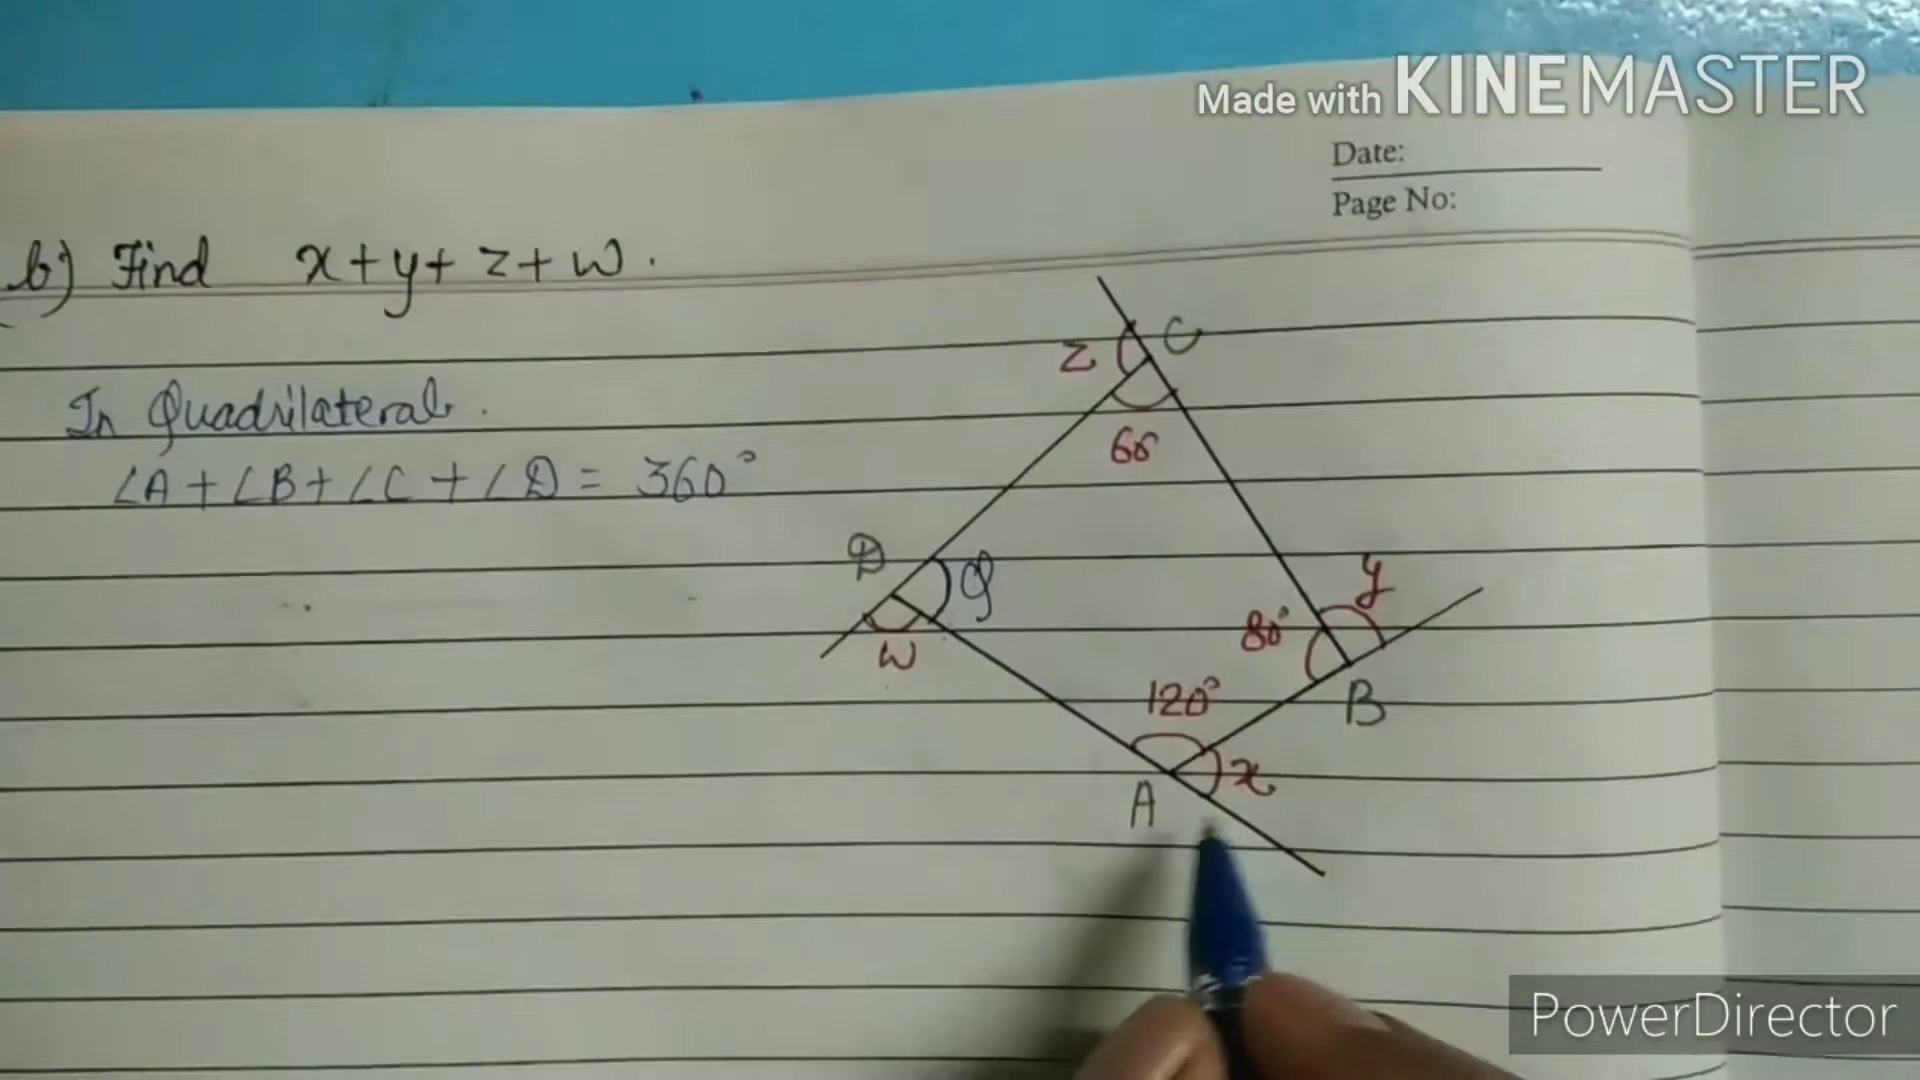 Made with KINEMASTER
Date:
Page No:
b) Find x+y+z+w.
In Quadrilateral.
∠A+∠B+∠C+∠D = 360°
C
z
60°
D
y
80°
w
120°
B
x
A
PowerDirector